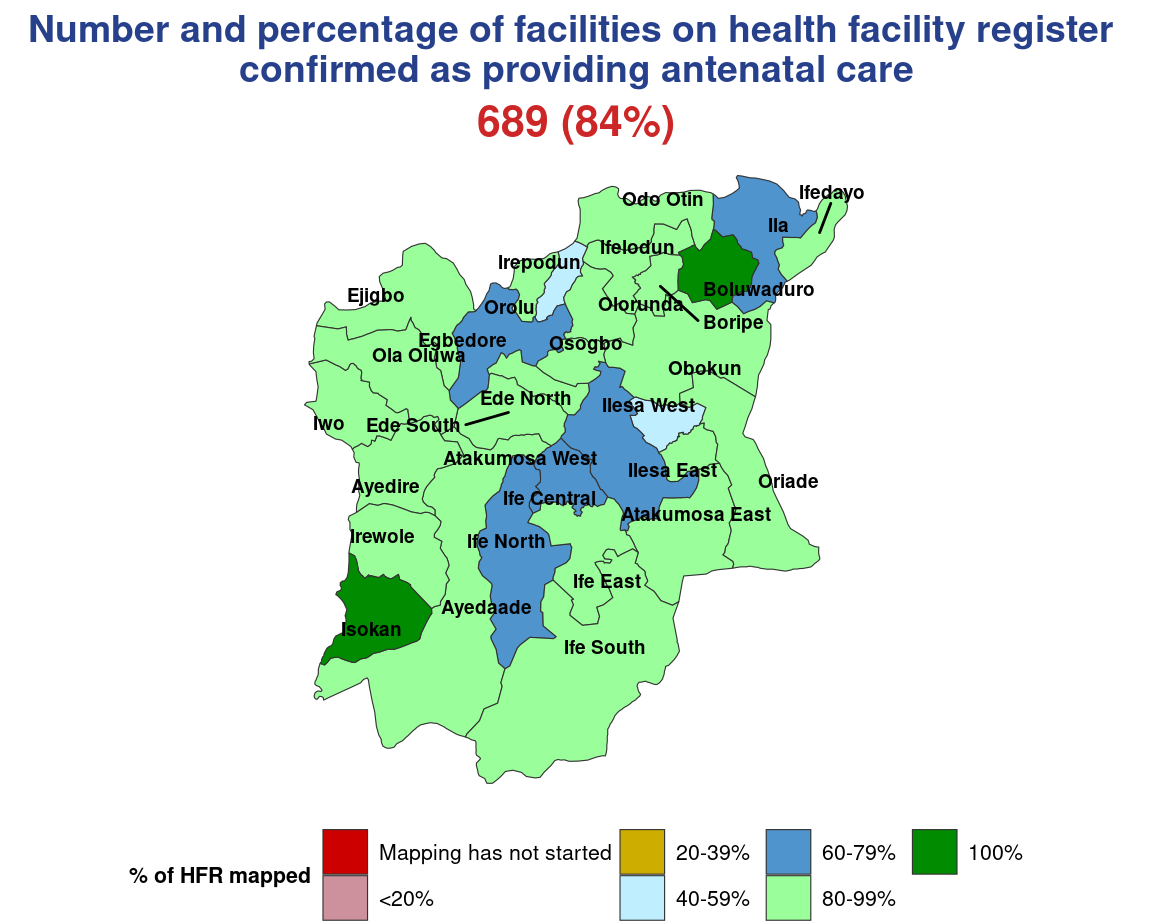 Number and percentage of facilities on health facility register
confirmed as providing antenatal care
689 (84%)
Ifedayo
Odo Otin
Ila
Ifelodun
Irepodun
Boluwaduro
Ejigbo
Olorunda
Orolu
Boripe
Egbedore
Osogbo
Ola Oluwa
Obokun
Ede North
Ilesa West
Iwo
Ede South
Atakumosa West
Ilesa East
Oriade
Ayedire
Ife Central
Atakumosa East
Irewole
Ife North
Ife East
Ayedaade
Isokan
Ife South
% of HFR mapped
Mapping has not started
<20%
20-39%
40-59%
60-79%
80-99%
100%